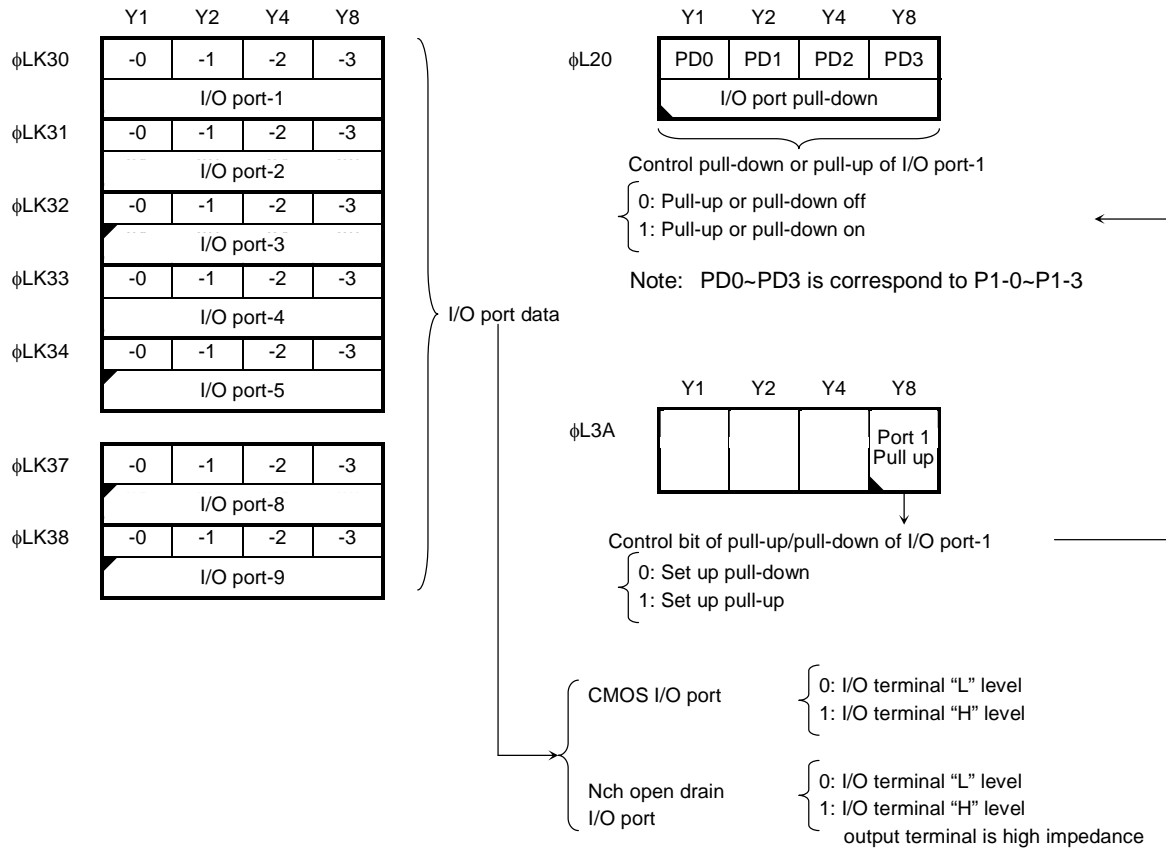 Y1 Y2 Y4 Y8
ϕLK30 -0 -1 -2 -3
I/O port-1
ϕLK31 -0 -1 -2 -3
I/O port-2
ϕLK32 -0 -1 -2 -3
I/O port-3
ϕLK33 -0 -1 -2 -3
I/O port-4
ϕLK34 -0 -1 -2 -3
I/O port-5
ϕLK37 -0 -1 -2 -3
I/O port-8
ϕLK38 -0 -1 -2 -3
I/O port-9
I/O port data
Y1 Y2 Y4 Y8
ϕL20 PD0 PD1 PD2 PD3
I/O port pull-down
Control pull-down or pull-up of I/O port-1
0: Pull-up or pull-down off
1: Pull-up or pull-down on
Note: PD0~PD3 is correspond to P1-0~P1-3
Y1 Y2 Y4 Y8
ϕL3A Port 1
Pull up
Control bit of pull-up/pull-down of I/O port-1
0: Set up pull-down
1: Set up pull-up
CMOS I/O port
0: I/O terminal “L” level
1: I/O terminal “H” level
Nch open drain
I/O port
0: I/O terminal “L” level
1: I/O terminal “H” level
output terminal is high impedance